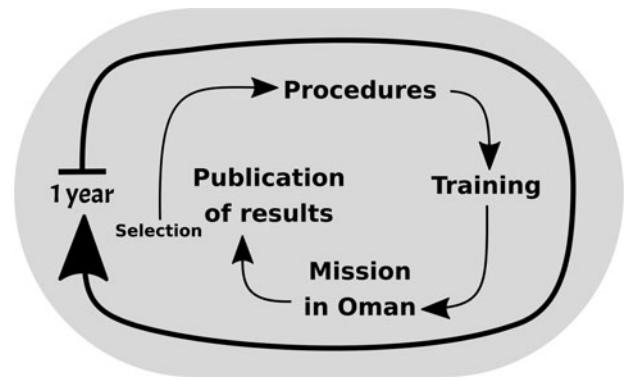 Procedures
1 year
Publication
of results
Training
Selection
Mission
in Oman